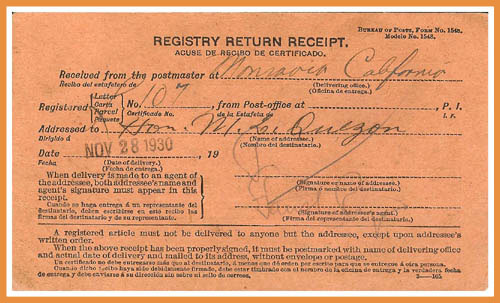 BUREAU OF POSTS, FORM NO. 1548.
MODELO NO. 1548.
REGISTRY RETURN RECEIPT.
ACUSE DE RECIBO DE CERTIFICADO.
Received from the postmaster at Monrovia California
Recibo del estafetero de
(Delivering office.)
(Oficina de entrega.)
Registered { Letter Carta Parcel Paquete } No. 107 from Post-office at P. I.
Certificado No. de la Estafeta de I. F.
Addressed to Hon. M. L. Quezon
Dirigido á
(Name of addressee.)
(Nombre del destinatario.)
Date NOV 28 1930, 19
Fecha
(Date of delivery.)
(Fecha de entrega.)
When delivery is made to an agent of
the addressee, both addressee's name and
agent's signature must appear in this
receipt.
Cuando se haga entrega á un representante del
destinatario, deben escribirse en este recibo las
firmas del destinatario y de su representante.
(Signature or name of addressee.)
(Firma ó nombre del destinatario.)
(Signature of addressee's agent.)
(Firma del representante del destinatario.)
A registered article must not be delivered to anyone but the addressee, except upon addressee's
written order.
When the above receipt has been properly signed, it must be postmarked with name of delivering office
and actual date of delivery and mailed to its address, without envelope or postage.
Un certificado no debe entregarse más que al destinatario, á menos que dé orden por escrito para que se entregue á otra persona.
Cuando dicho recibo haya sido debidamente firmado, debe estar timbrado con el nombre de la oficina de entrega y la verdadera fecha
de entrega y debe enviarse á su dirección sin sobre ni sello de correos.